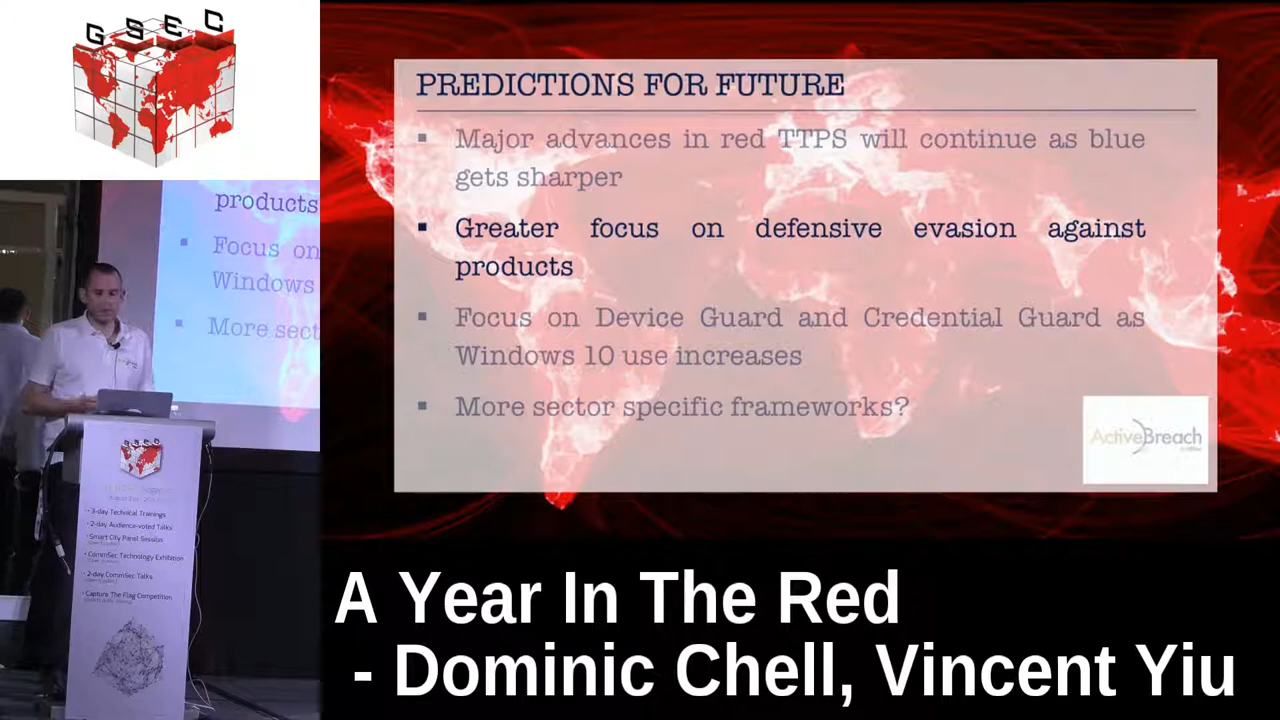 GSEC
PREDICTIONS FOR FUTURE
▪ Major advances in red TTPS will continue as blue
gets sharper
▪ Greater focus on defensive evasion against
products
▪ Focus on Device Guard and Credential Guard as
Windows 10 use increases
▪ More sector specific frameworks?
ActiveBreach
products
▪ Focus on
Windows
▪ More sect
GSEC
• 3-day Technical Trainings
• 2-day Audience-voted Talks
• Smart City Panel Session
• CommSec Technology Exhibition
• 2-day CommSec Talks
• Capture The Flag Competition
A Year In The Red
- Dominic Chell, Vincent Yiu